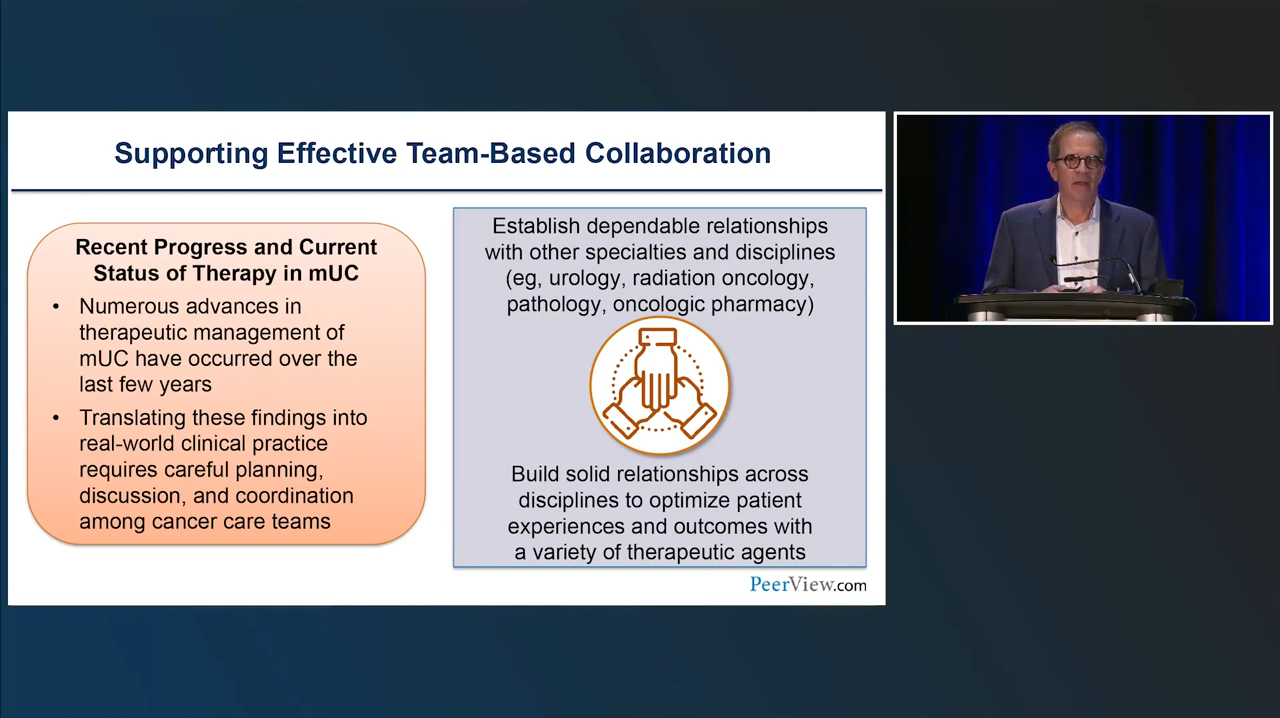 Supporting Effective Team-Based Collaboration
Recent Progress and Current
Status of Therapy in mUC
• Numerous advances in
therapeutic management of
mUC have occurred over the
last few years
• Translating these findings into
real-world clinical practice
requires careful planning,
discussion, and coordination
among cancer care teams
Establish dependable relationships
with other specialties and disciplines
(eg, urology, radiation oncology,
pathology, oncologic pharmacy)
Build solid relationships across
disciplines to optimize patient
experiences and outcomes with
a variety of therapeutic agents
PeerView.com